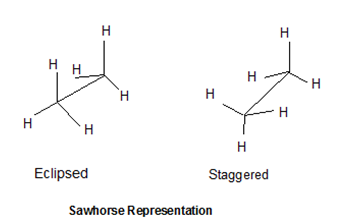 H H
H H
H H H
H H
H H H
H
Eclipsed Staggered
Sawhorse Representation